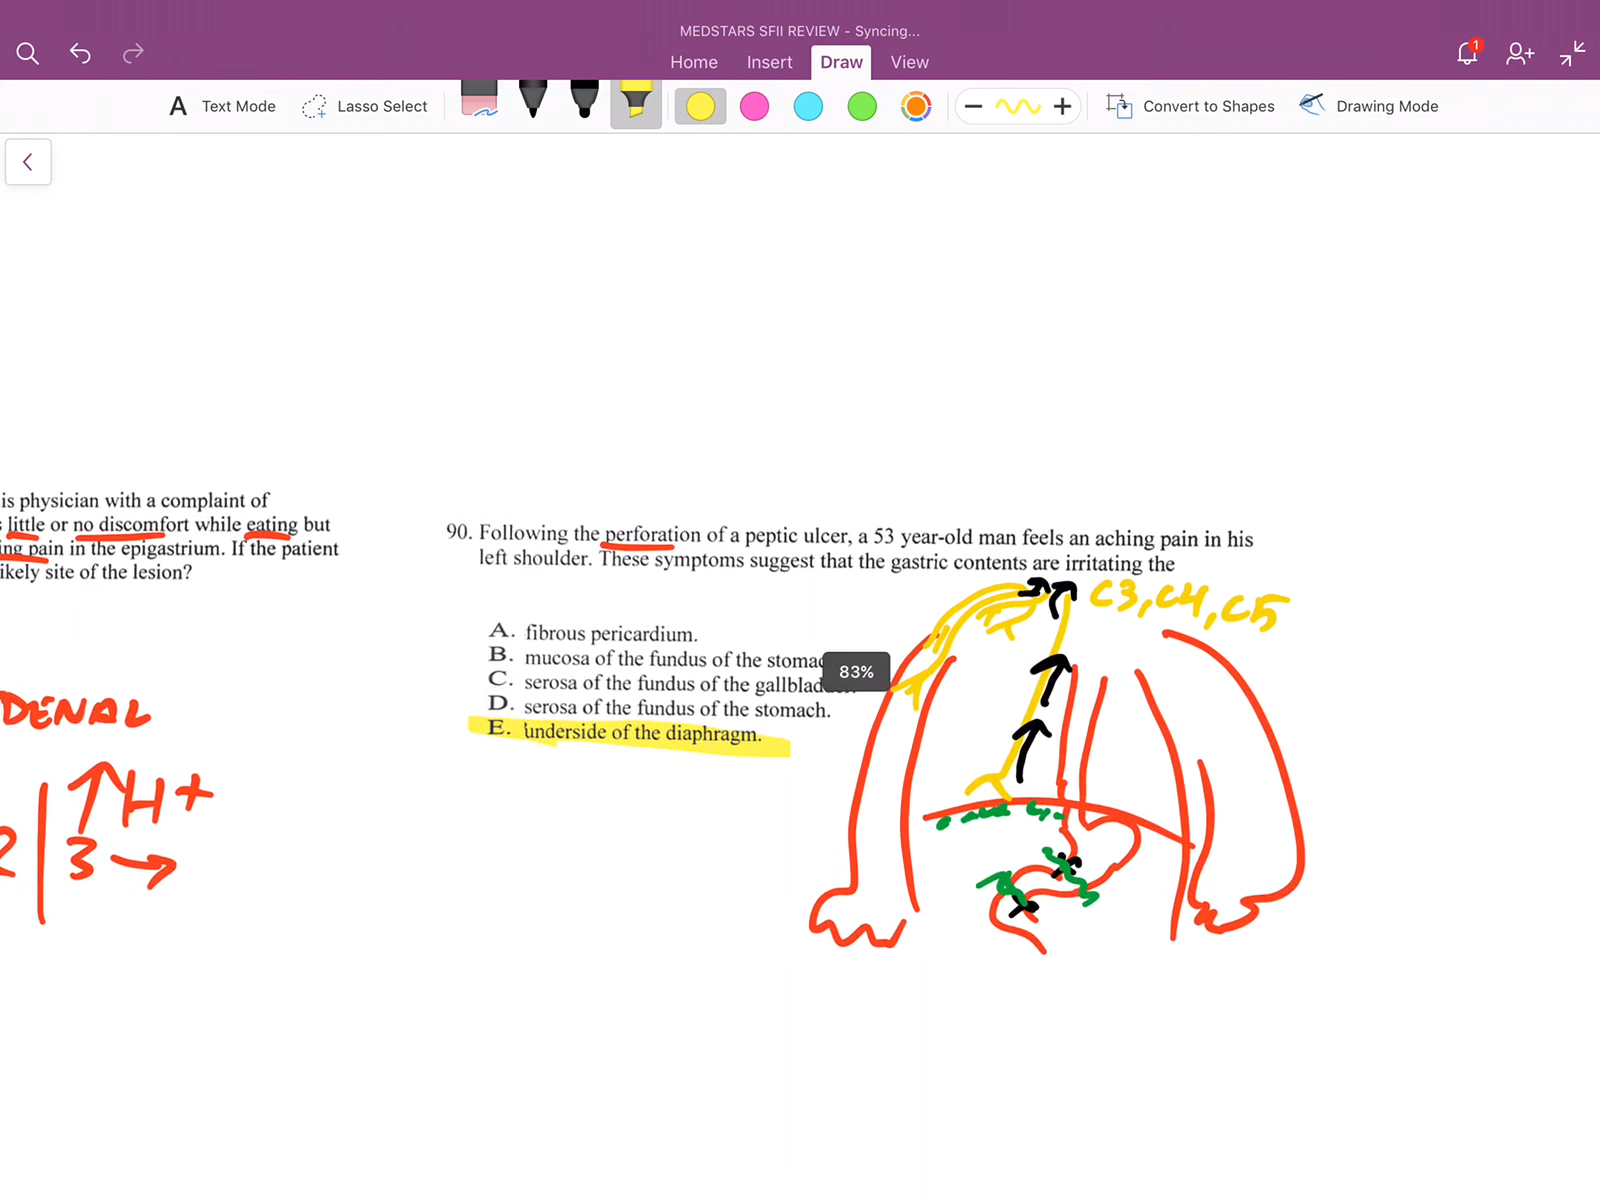 MEDSTARS SFII REVIEW - Syncing...
Home Insert Draw View
1
A Text Mode Lasso Select Convert to Shapes Drawing Mode
is physician with a complaint of
little or no discomfort while eating but
ing pain in the epigastrium. If the patient
ikely site of the lesion?
90. Following the perforation of a peptic ulcer, a 53 year-old man feels an aching pain in his
left shoulder. These symptoms suggest that the gastric contents are irritating the
C3, C4, C5
A. fibrous pericardium.
B. mucosa of the fundus of the stomac
83%
C. serosa of the fundus of the gallblad
D. serosa of the fundus of the stomach.
E. underside of the diaphragm.
DENAL
↑H+
2 | 3 →